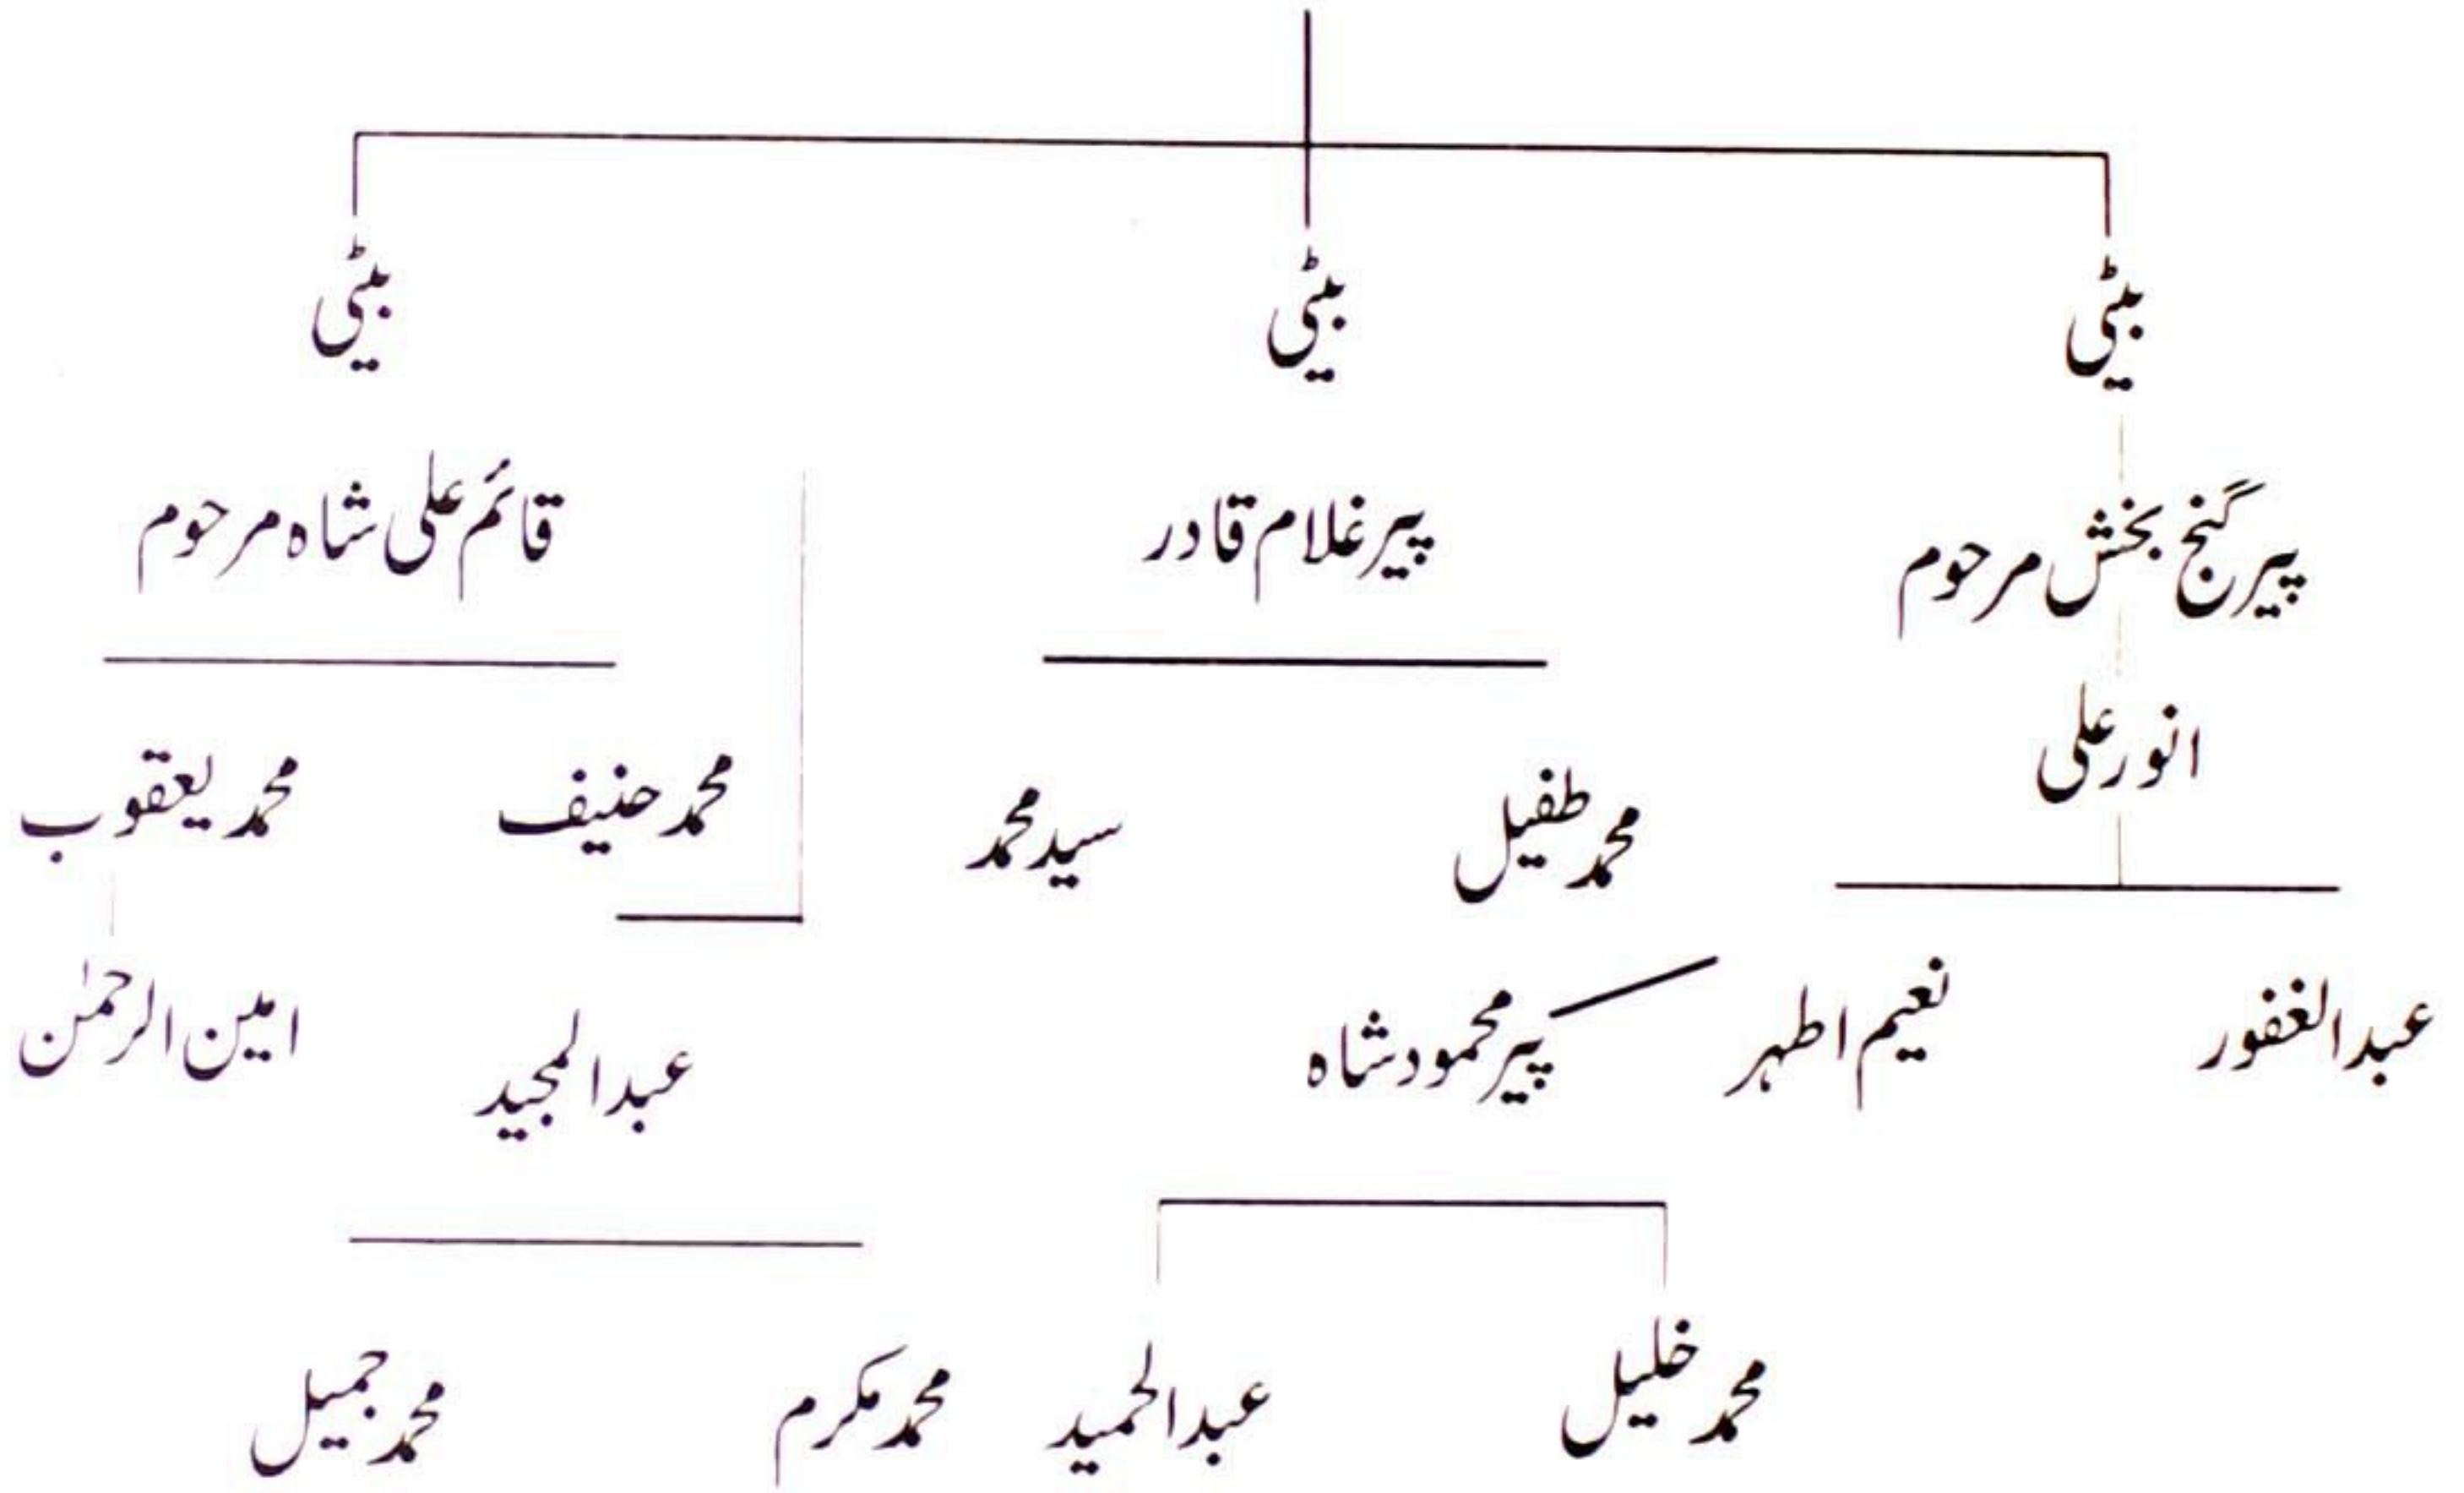 بیٹی بیٹی بیٹی
پیر گنج بخش مرحوم پیر غلام قادر قائم علی شاہ مرحوم
انور علی محمد طفیل سید محمد محمد حنیف محمد یعقوب
عبدالغفور نعیم اطہر پیر محمود شاہ عبدالمجید امین الرحمٰن
محمد خلیل عبدالحمید محمد مکرم محمد جمیل